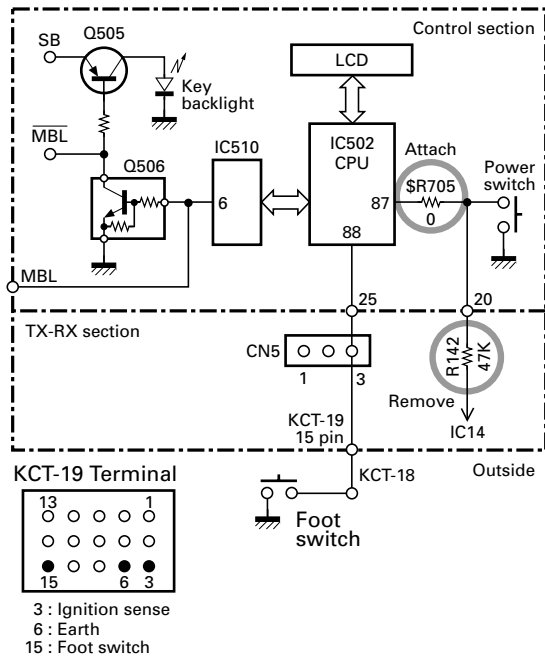 Control section
SB
Q505
Key
backlight
LCD
MBL
Q506
IC510
6
IC502
CPU
87
88
Attach
$R705
0
Power
switch
MBL
25
20
TX-RX section
CN5
1
3
R142
47K
Remove
IC14
KCT-19
15 pin
Outside
KCT-18
Foot
switch
KCT-19 Terminal
13
1
15
6
3
3 : Ignition sense
6 : Earth
15 : Foot switch